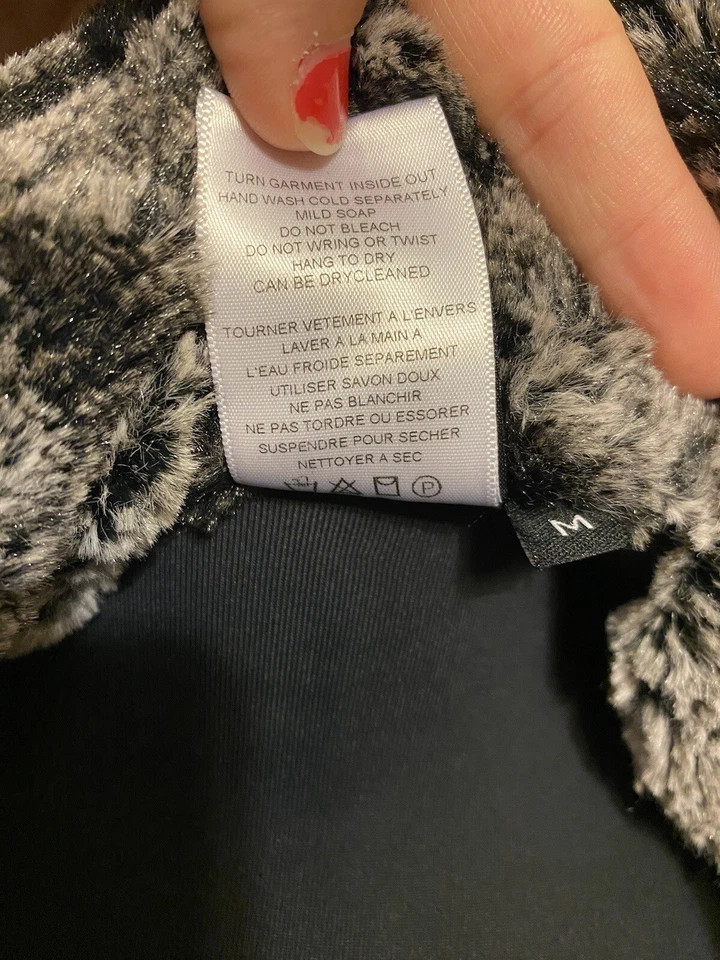 TURN GARMENT INSIDE OUT
HAND WASH COLD SEPARATELY
MILD SOAP
DO NOT BLEACH
DO NOT WRING OR TWIST
HANG TO DRY
CAN BE DRYCLEANED
TOURNER VETEMENT A L'ENVERS
LAVER A LA MAIN A
L'EAU FROIDE SEPAREMENT
UTILISER SAVON DOUX
NE PAS BLANCHIR
NE PAS TORDRE OU ESSORER
SUSPENDRE POUR SECHER
NETTOYER A SEC
P
M